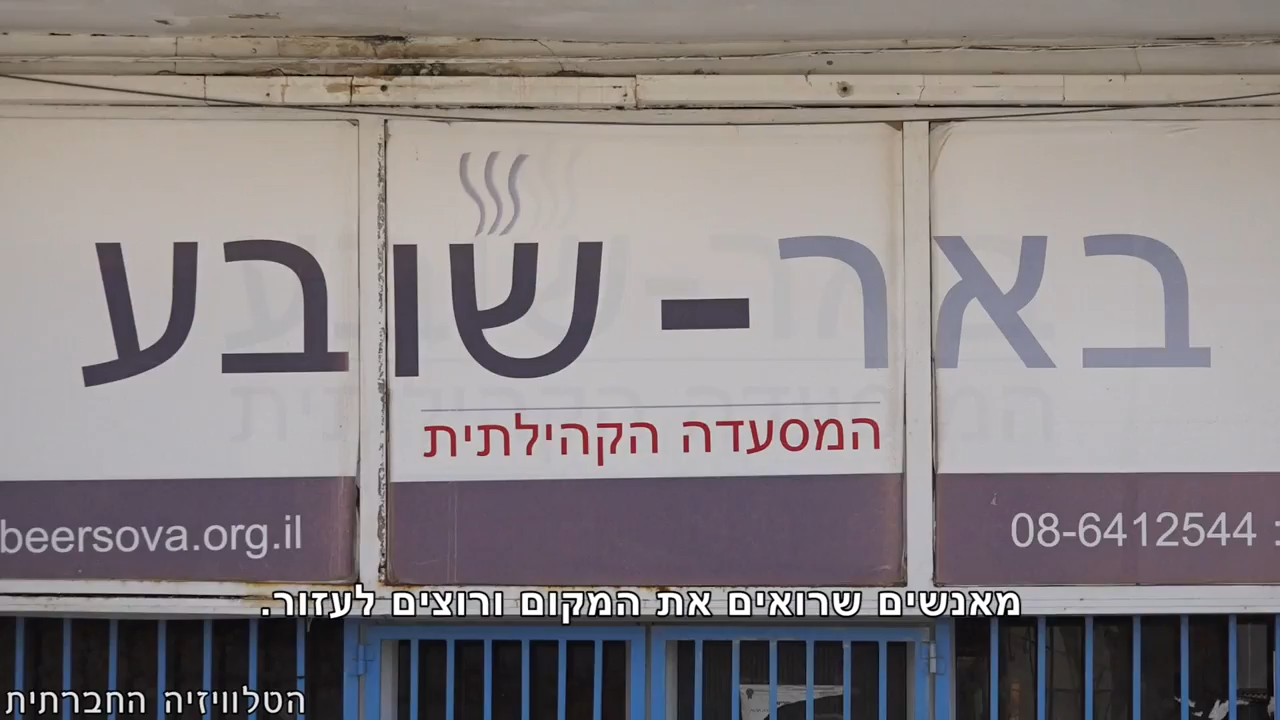 באר-שובע
המסעדה הקהילתית
08-6412544 :
beersova.org.il
מאנשים שרואים את המקום ורוצים לעזור.
הטלוויזיה החברתית